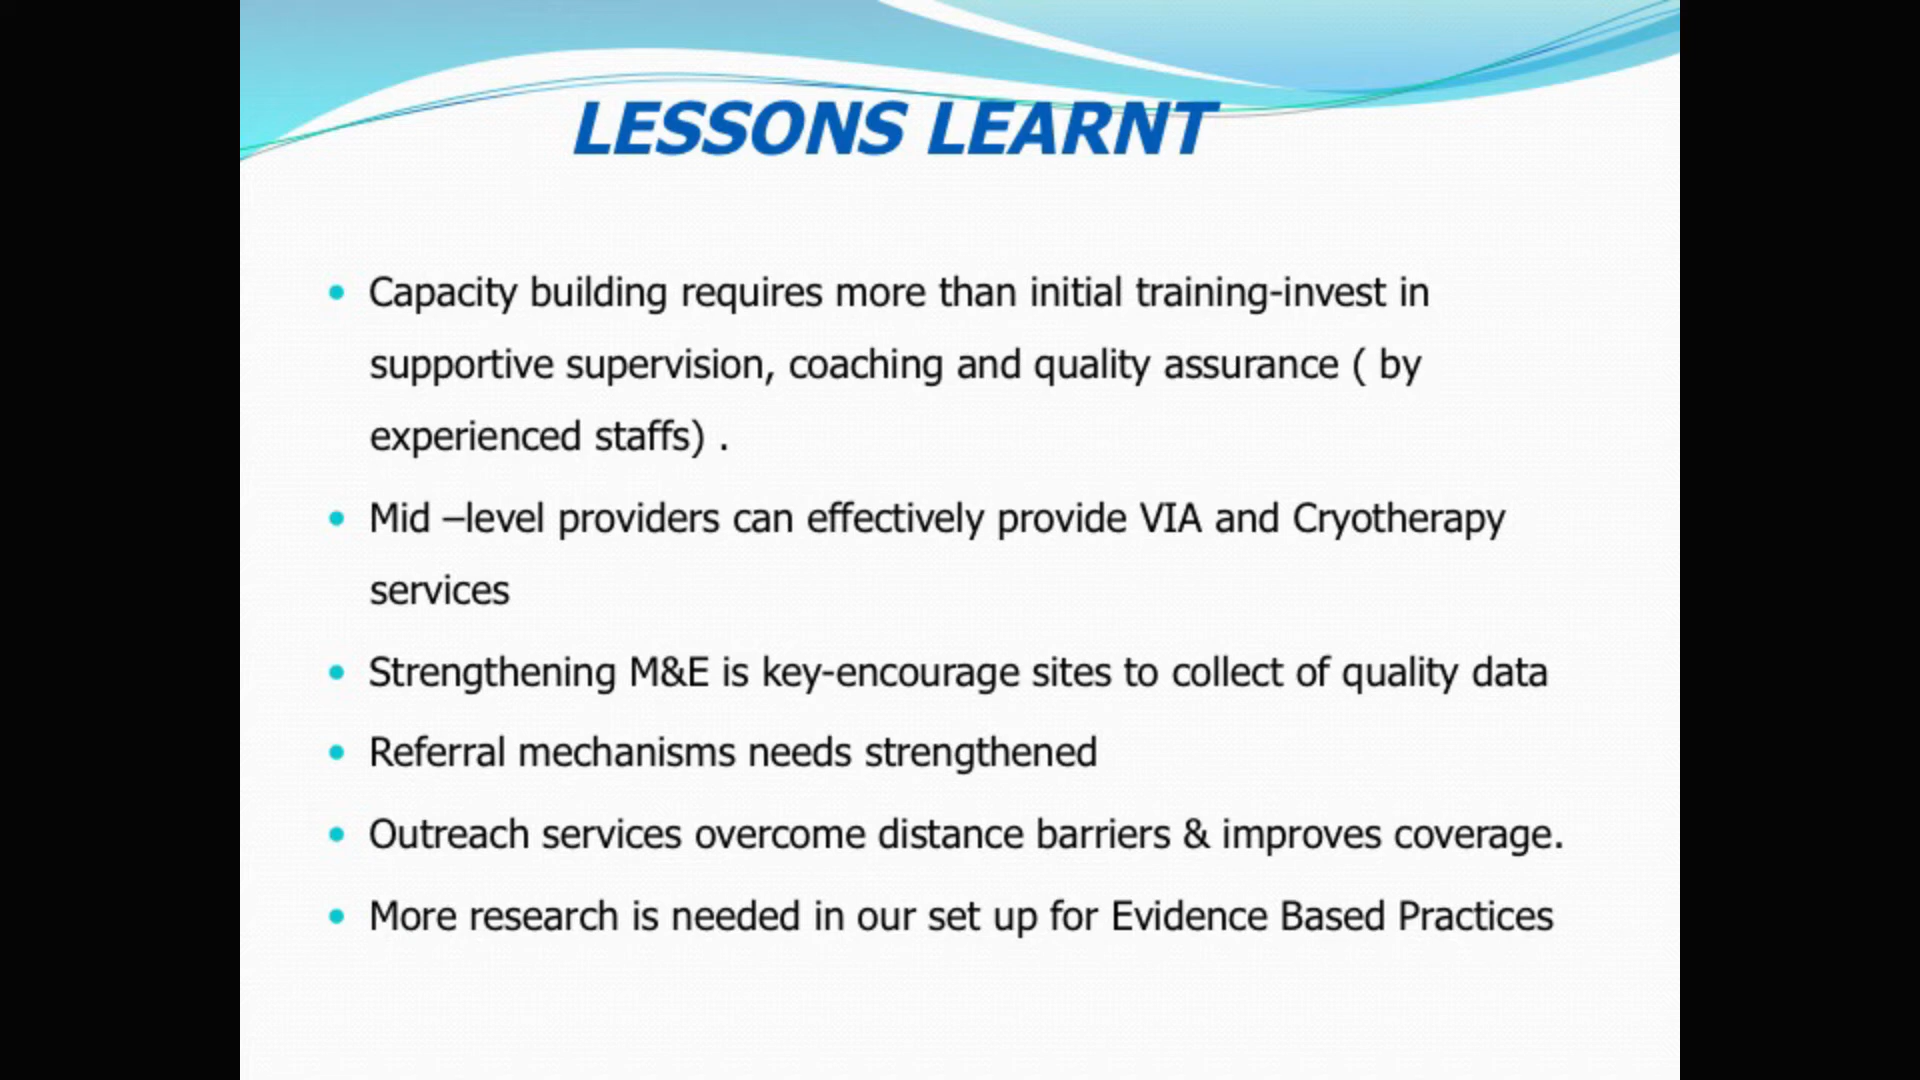 LESSONS LEARNT
• Capacity building requires more than initial training-invest in
supportive supervision, coaching and quality assurance ( by
experienced staffs) .
• Mid –level providers can effectively provide VIA and Cryotherapy
services
• Strengthening M&E is key-encourage sites to collect of quality data
• Referral mechanisms needs strengthened
• Outreach services overcome distance barriers & improves coverage.
• More research is needed in our set up for Evidence Based Practices